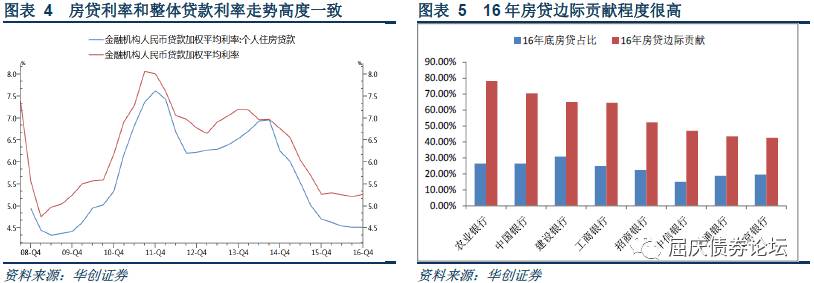 图表 4 房贷利率和整体贷款利率走势高度一致
金融机构人民币贷款加权平均利率:个人住房贷款
金融机构人民币贷款加权平均利率
%
%
8.0
7.5
7.0
6.5
6.0
5.5
5.0
4.5
8.0
7.5
7.0
6.5
6.0
5.5
5.0
4.5
08-Q4 09-Q4 10-Q4 11-Q4 12-Q4 13-Q4 14-Q4 15-Q4 16-Q4
资料来源：华创证券
图表 5 16 年房贷边际贡献程度很高
16年底房贷占比 16年房贷边际贡献
90.00%
80.00%
70.00%
60.00%
50.00%
40.00%
30.00%
20.00%
10.00%
0.00%
农业银行 中国银行 建设银行 工商银行 招商银行 中信银行
屈庆债券论坛
资料来源：华创证券